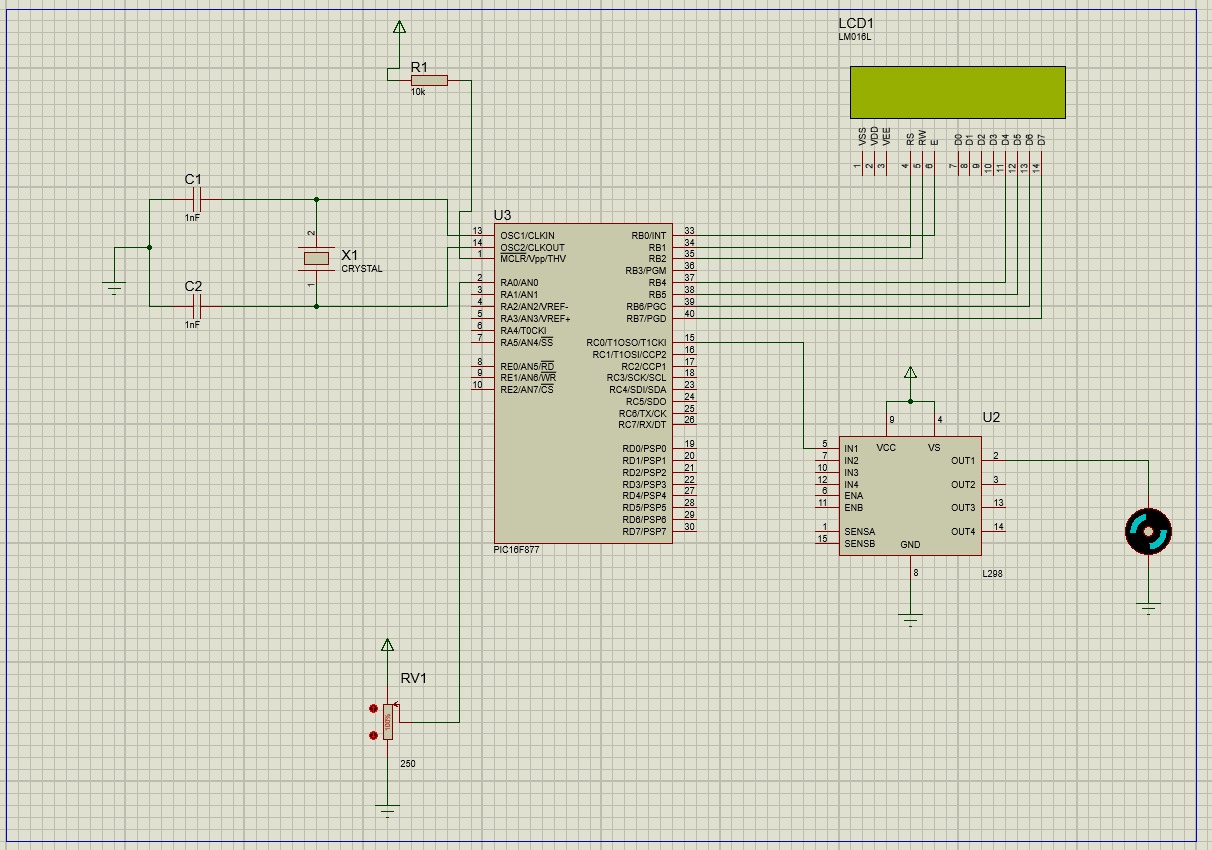 LCD1
LM016L
VSS
VDD
VEE
RS
RW
E
D0
D1
D2
D3
D4
D5
D6
D7
1
2
3
4
5
6
7
8
9
10
11
12
13
14
R1
10k
C1
1nF
C2
1nF
2
X1
CRYSTAL
1
U3
13 OSC1/CLKIN RB0/INT 33
14 OSC2/CLKOUT RB1 34
1 MCLR/Vpp/THV RB2 35
RB3/PGM 36
2 RA0/AN0 RB4 37
3 RA1/AN1 RB5 38
4 RA2/AN2/VREF- RB6/PGC 39
5 RA3/AN3/VREF+ RB7/PGD 40
6 RA4/T0CKI
7 RA5/AN4/SS RC0/T1OSO/T1CKI 15
RC1/T1OSI/CCP2 16
8 RE0/AN5/RD RC2/CCP1 17
9 RE1/AN6/WR RC3/SCK/SCL 18
10 RE2/AN7/CS RC4/SDI/SDA 23
RC5/SDO 24
RC6/TX/CK 25
RC7/RX/DT 26
RD0/PSP0 19
RD1/PSP1 20
RD2/PSP2 21
RD3/PSP3 22
RD4/PSP4 27
RD5/PSP5 28
RD6/PSP6 29
RD7/PSP7 30
PIC16F877
U2
9 4
VCC VS
5 IN1
7 IN2 OUT1 2
10 IN3
12 IN4 OUT2 3
6 ENA
11 ENB OUT3 13
1 SENSA OUT4 14
15 SENSB GND
8
L298
RV1
100%
250